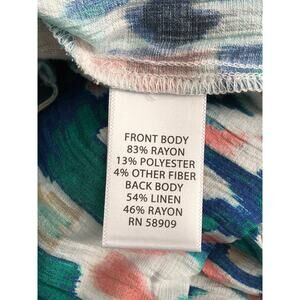 FRONT BODY
83% RAYON
13% POLYESTER
4% OTHER FIBER
BACK BODY
54% LINEN
46% RAYON
RN 58909